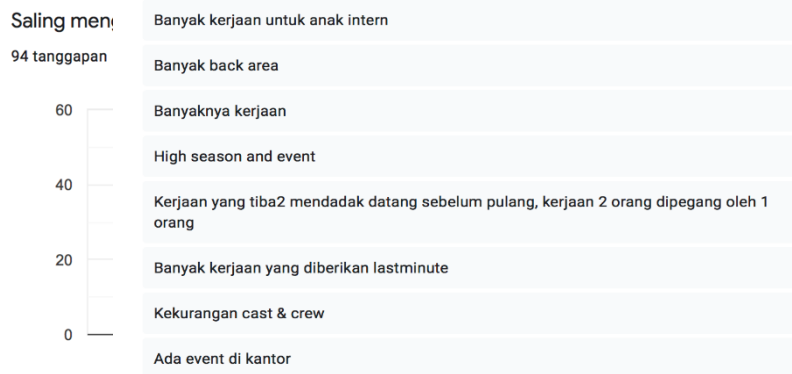 Saling
94 tanggapan
60
40
20
0
Banyak kerjaan untuk anak intern
Banyak back area
Banyaknya kerjaan
High season and event
Kerjaan yang tiba2 mendadak datang sebelum pulang, kerjaan 2 orang dipegang oleh 1
orang
Banyak kerjaan yang diberikan lastminute
Kekurangan cast & crew
Ada event di kantor